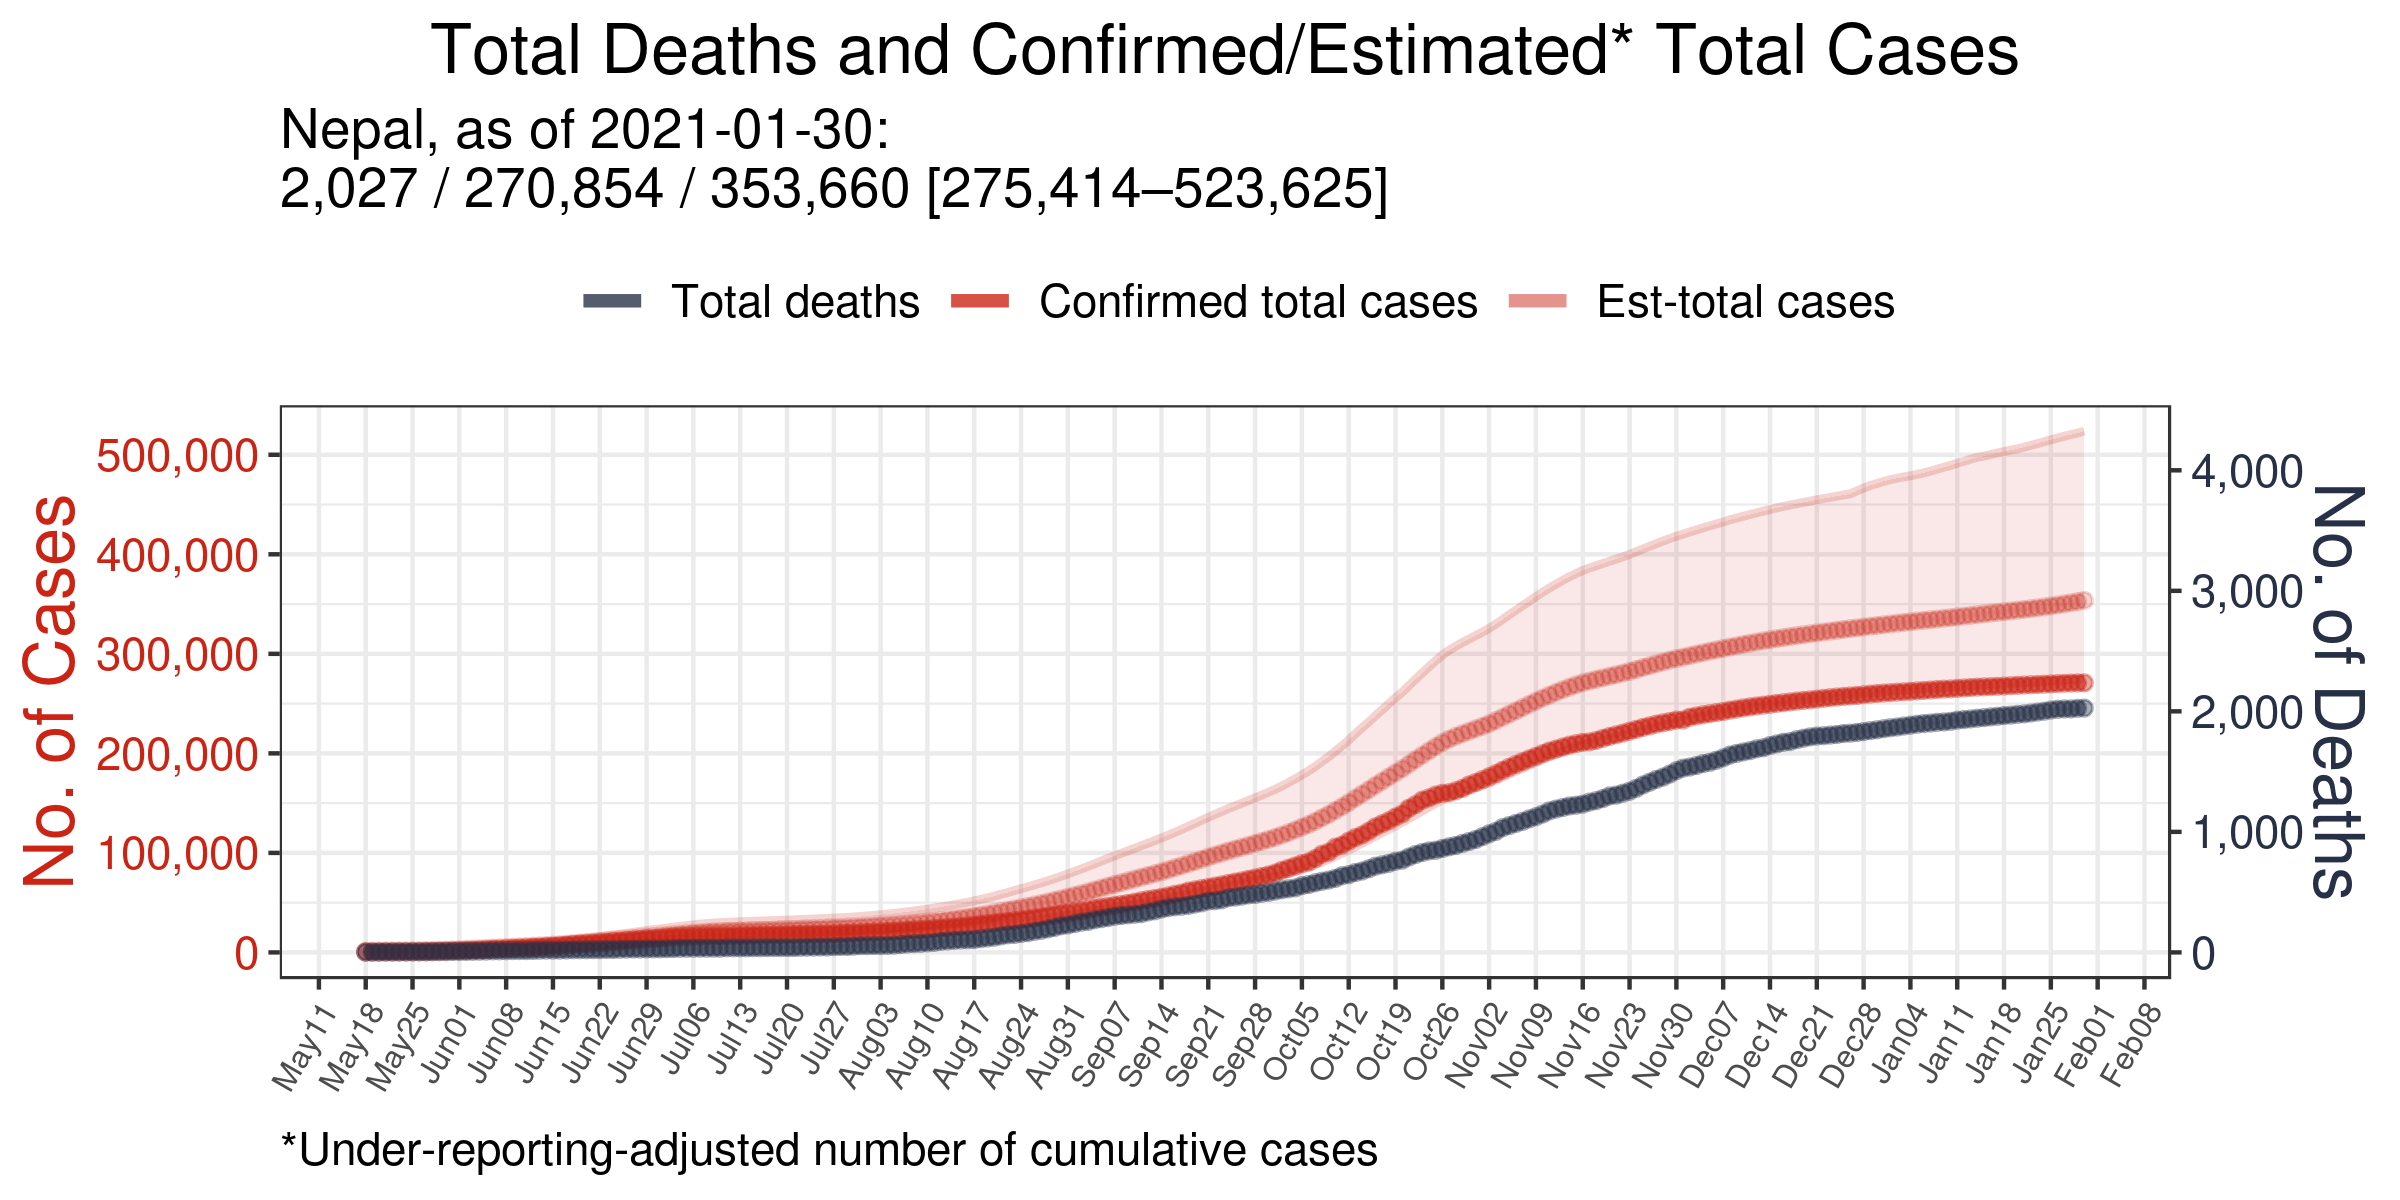 Total Deaths and Confirmed/Estimated* Total Cases
Nepal, as of 2021-01-30:
2,027 / 270,854 / 353,660 [275,414–523,625]
Total deaths
Confirmed total cases
Est-total cases
No. of Cases
500,000
400,000
300,000
200,000
100,000
0
4,000
3,000
2,000
1,000
0
No. of Deaths
May11
May18
May25
Jun01
Jun08
Jun15
Jun22
Jun29
Jul06
Jul13
Jul20
Jul27
Aug03
Aug10
Aug17
Aug24
Aug31
Sep07
Sep14
Sep21
Sep28
Oct05
Oct12
Oct19
Oct26
Nov02
Nov09
Nov16
Nov23
Nov30
Dec07
Dec14
Dec21
Dec28
Jan04
Jan11
Jan18
Jan25
Feb01
Feb08
*Under-reporting-adjusted number of cumulative cases